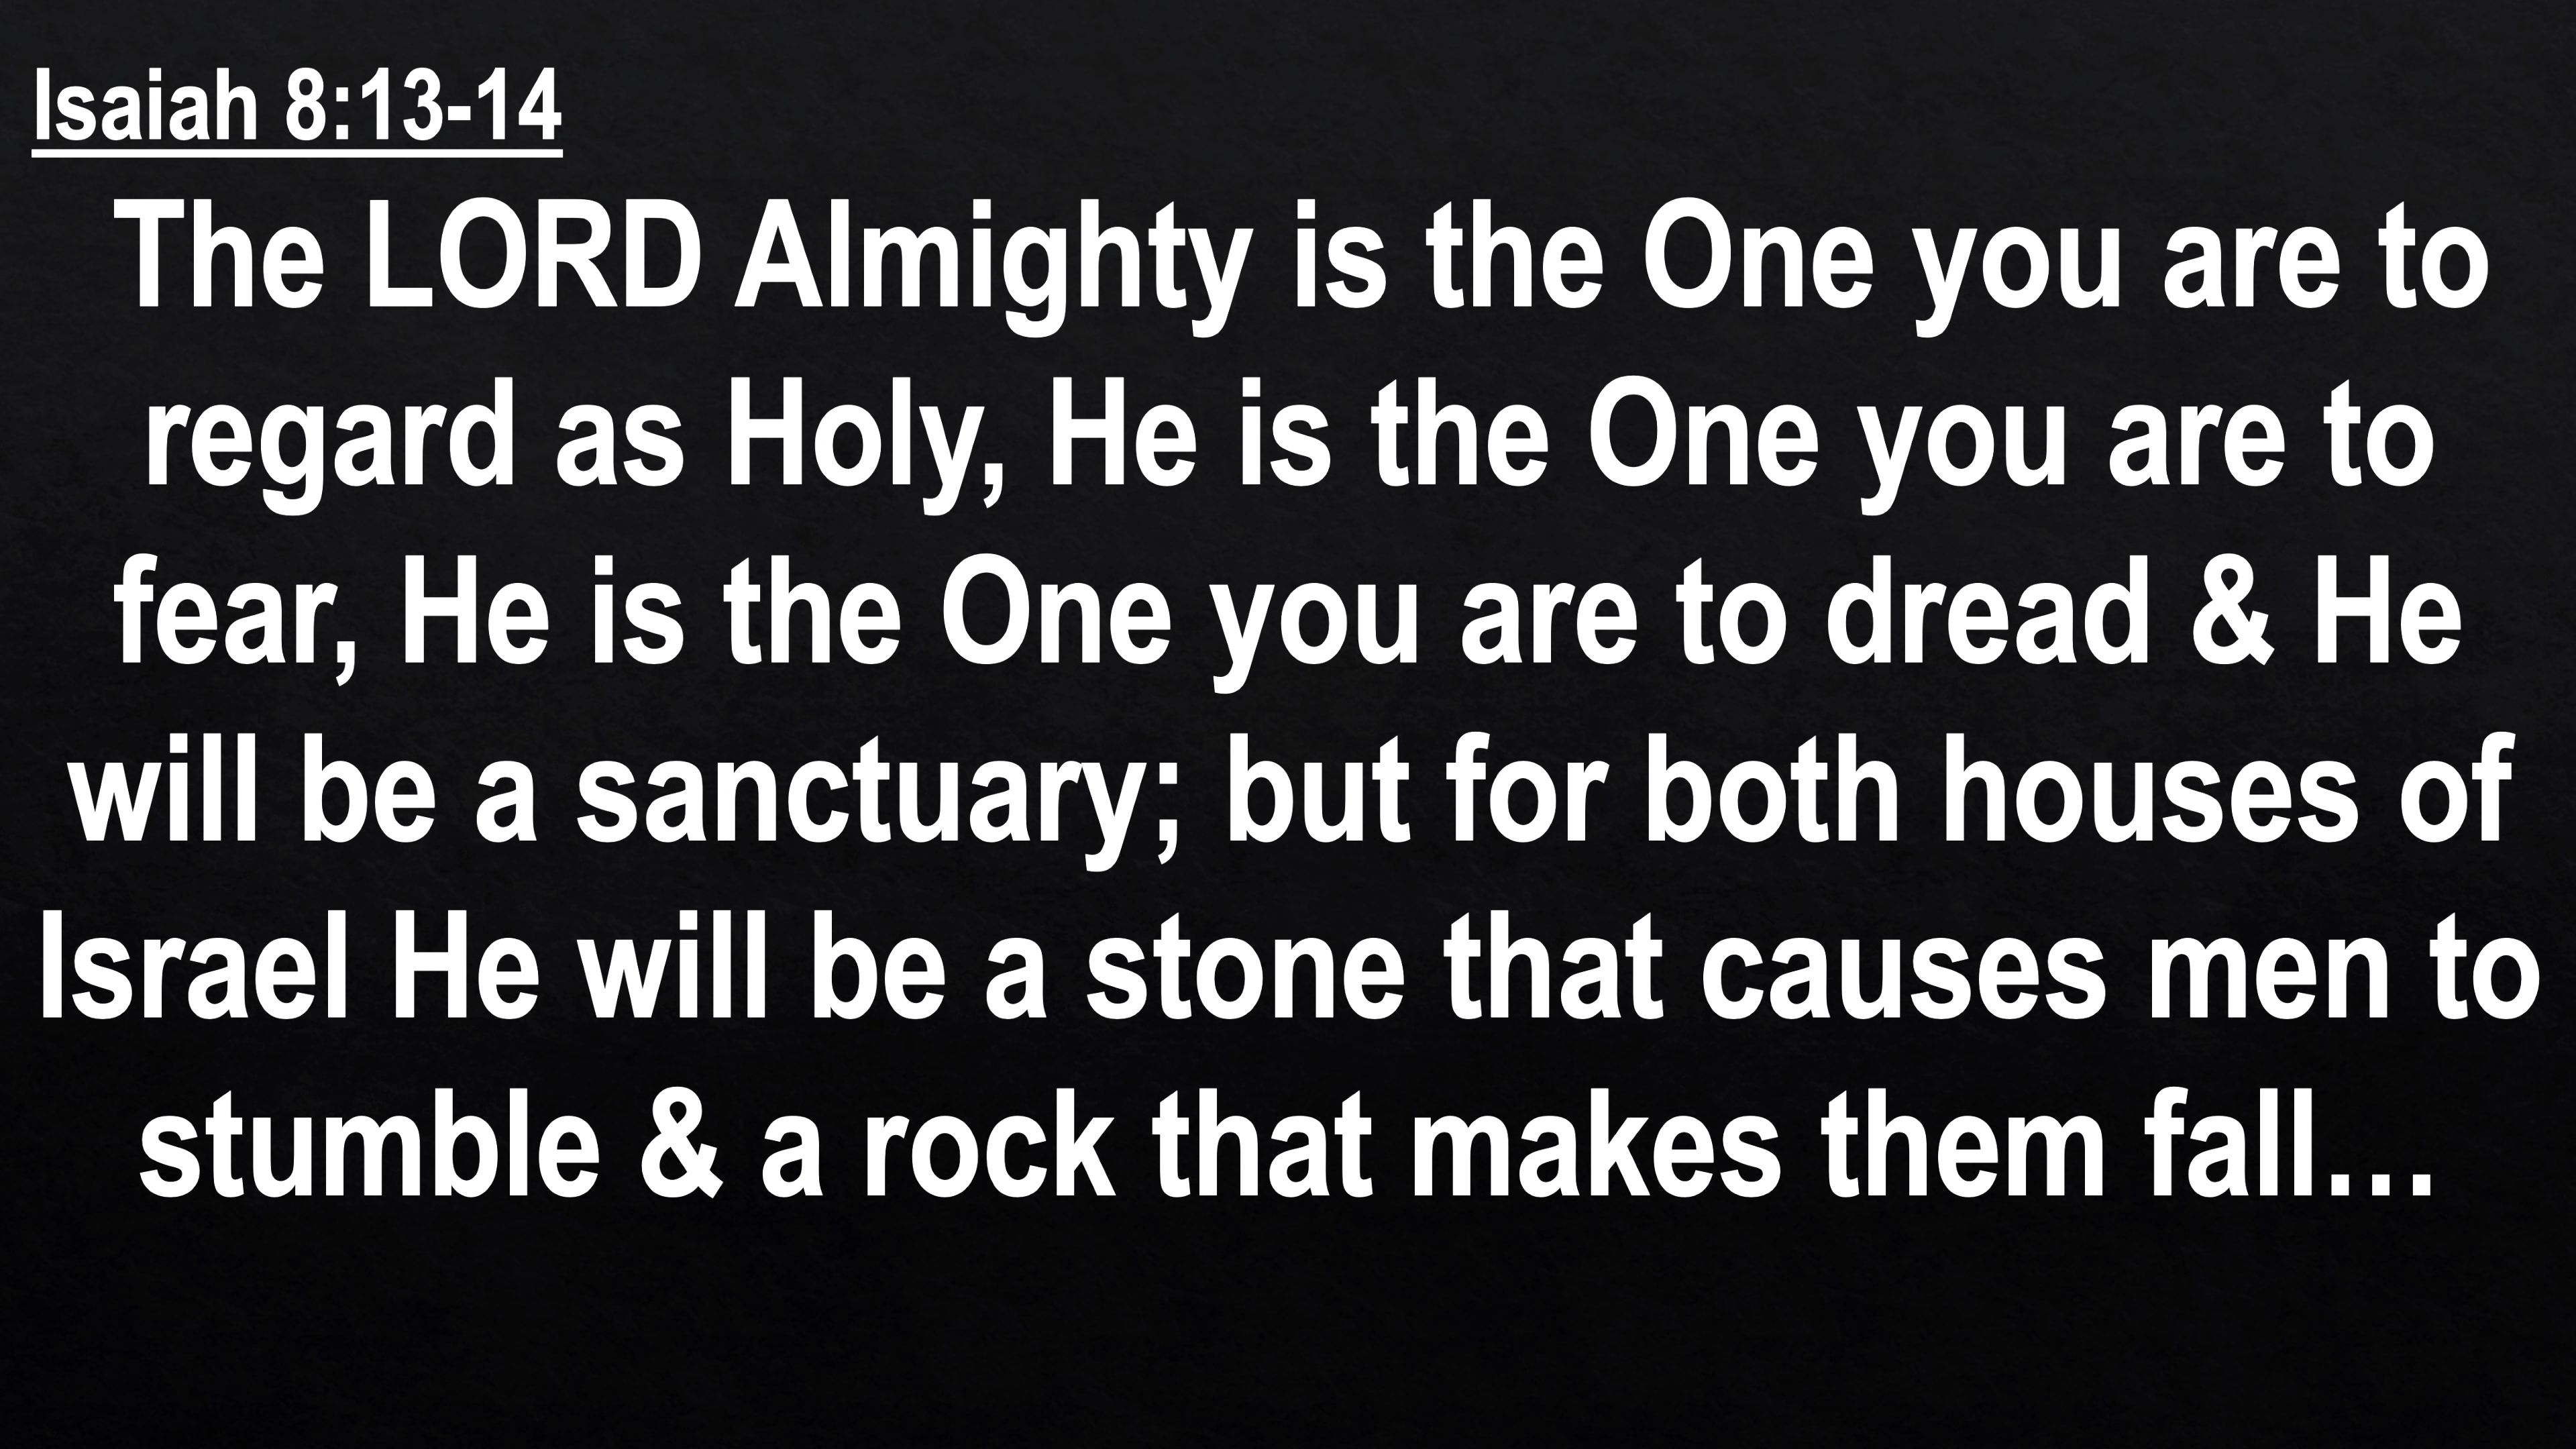 Isaiah 8:13-14
The LORD Almighty is the One you are to
regard as Holy, He is the One you are to
fear, He is the One you are to dread & He
will be a sanctuary; but for both houses of
Israel He will be a stone that causes men to
stumble & a rock that makes them fall…